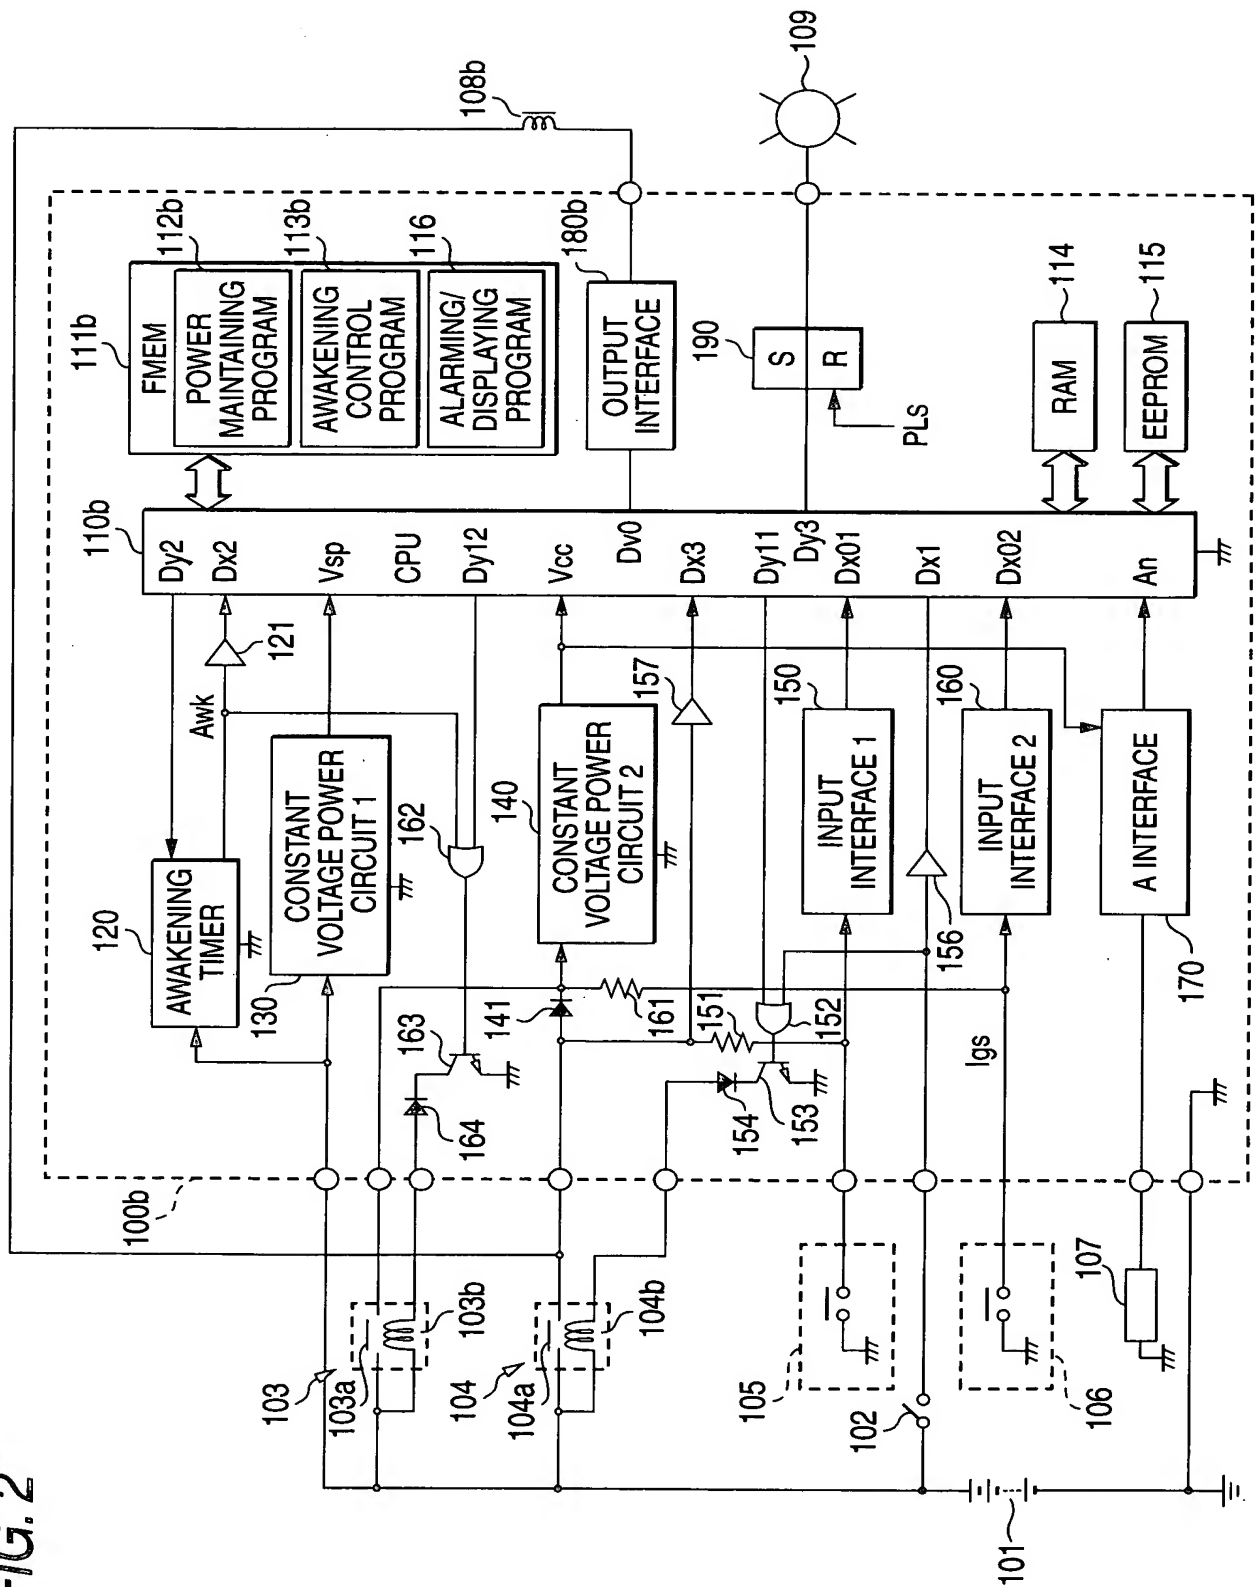 FIG. 2
108b
109
111b
FMEM
112b
POWER
MAINTAINING
PROGRAM
113b
AWAKENING
CONTROL
PROGRAM
116
ALARMING/
DISPLAYING
PROGRAM
180b
OUTPUT
INTERFACE
190
S
R
PLs
114
RAM
115
EEPROM
110b
Dy2
Dx2
Vsp
CPU
Dy12
Vcc
Dv0
Dx3
Dy11
Dy3
Dx01
Dx1
Dx02
An
121
Awk
120
AWAKENING
TIMER
130
CONSTANT
VOLTAGE POWER
CIRCUIT 1
162
163
164
140
CONSTANT
VOLTAGE POWER
CIRCUIT 2
141
161
157
151
152
153
154
150
INPUT
INTERFACE 1
156
160
INPUT
INTERFACE 2
Igs
170
A INTERFACE
100b
103
103a
103b
104
104a
104b
105
102
106
107
101